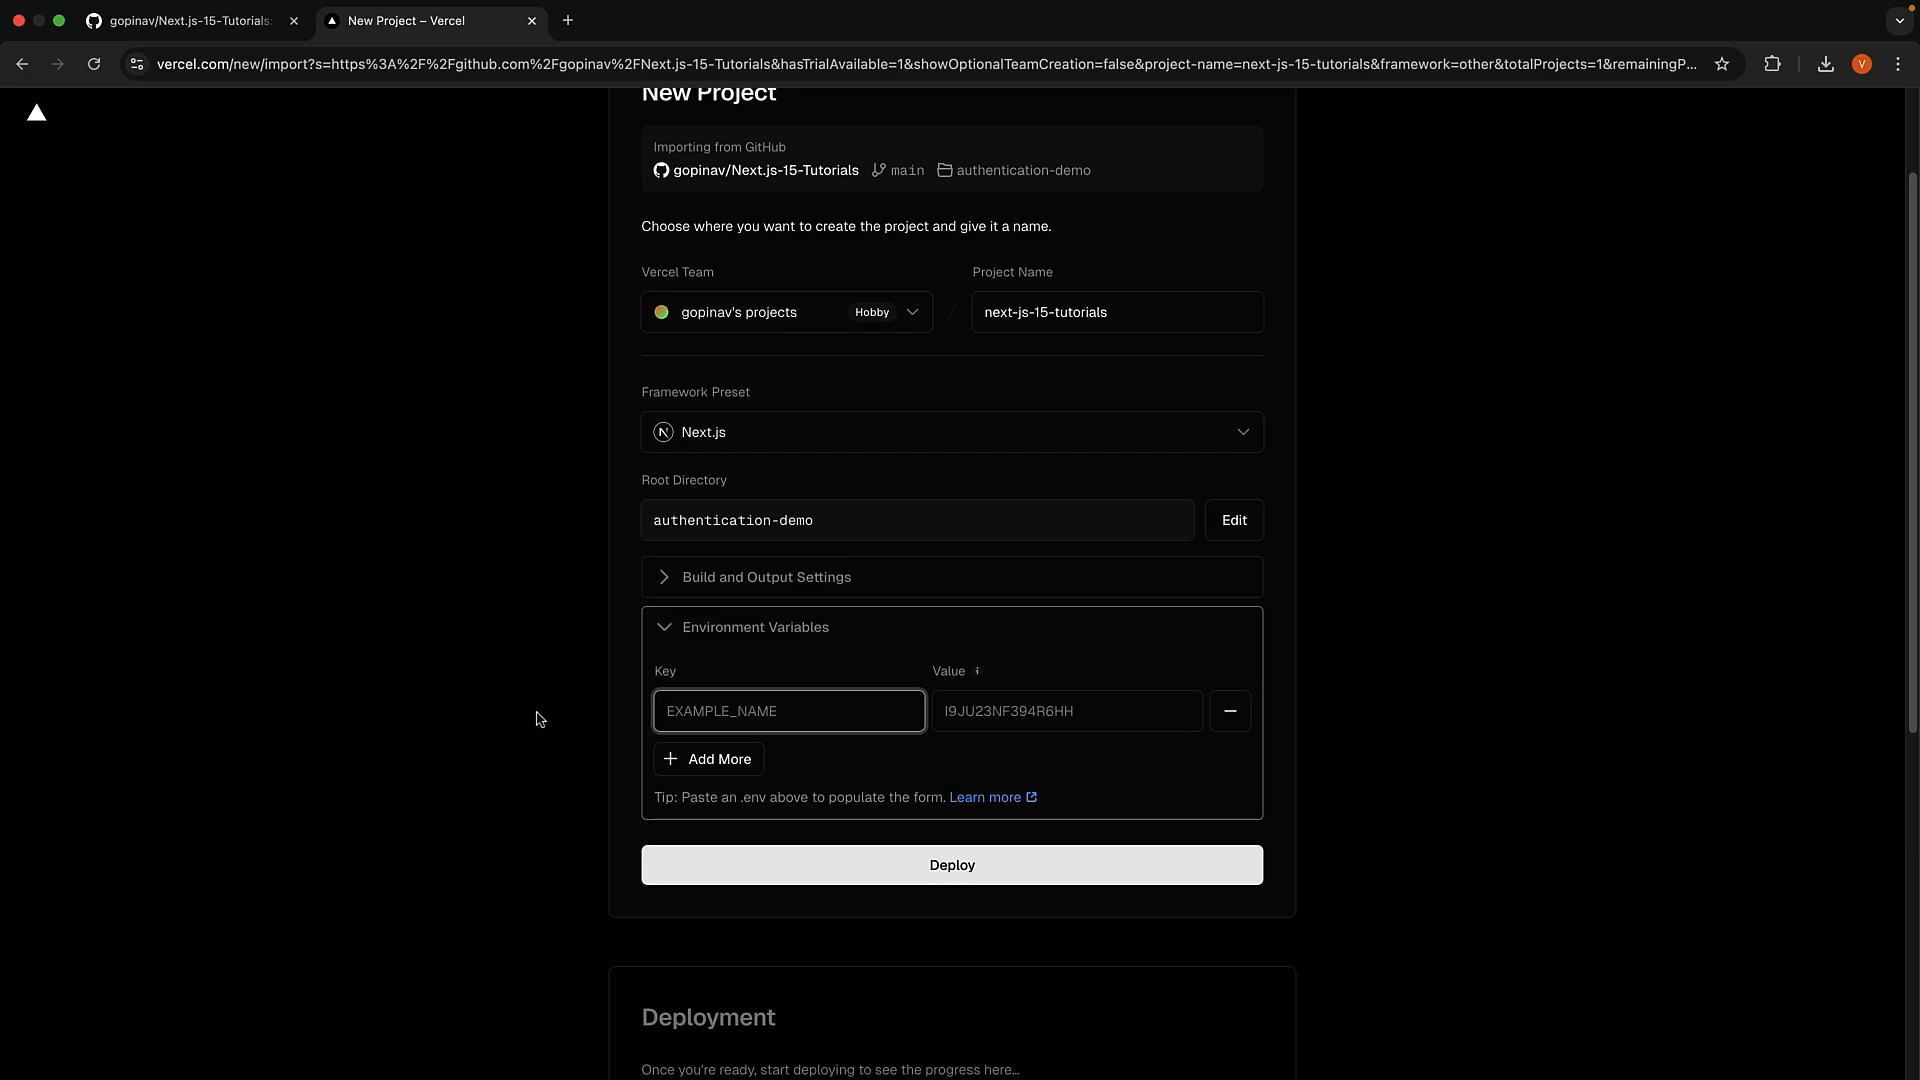 gopinav/Next.js-15-Tutorials:
New Project – Vercel
vercel.com/new/import?s=https%3A%2F%2Fgithub.com%2Fgopinav%2FNext.js-15-Tutorials&hasTrialAvailable=1&showOptionalTeamCreation=false&project-name=next-js-15-tutorials&framework=other&totalProjects=1&remainingP...
V
New Project
Importing from GitHub
gopinav/Next.js-15-Tutorials main authentication-demo
Choose where you want to create the project and give it a name.
Vercel Team Project Name
gopinav's projects Hobby next-js-15-tutorials
Framework Preset
Next.js
Root Directory
authentication-demo Edit
Build and Output Settings
Environment Variables
Key Value
EXAMPLE_NAME I9JU23NF394R6HH
Add More
Tip: Paste an .env above to populate the form. Learn more
Deploy
Deployment
Once you're ready, start deploying to see the progress here...